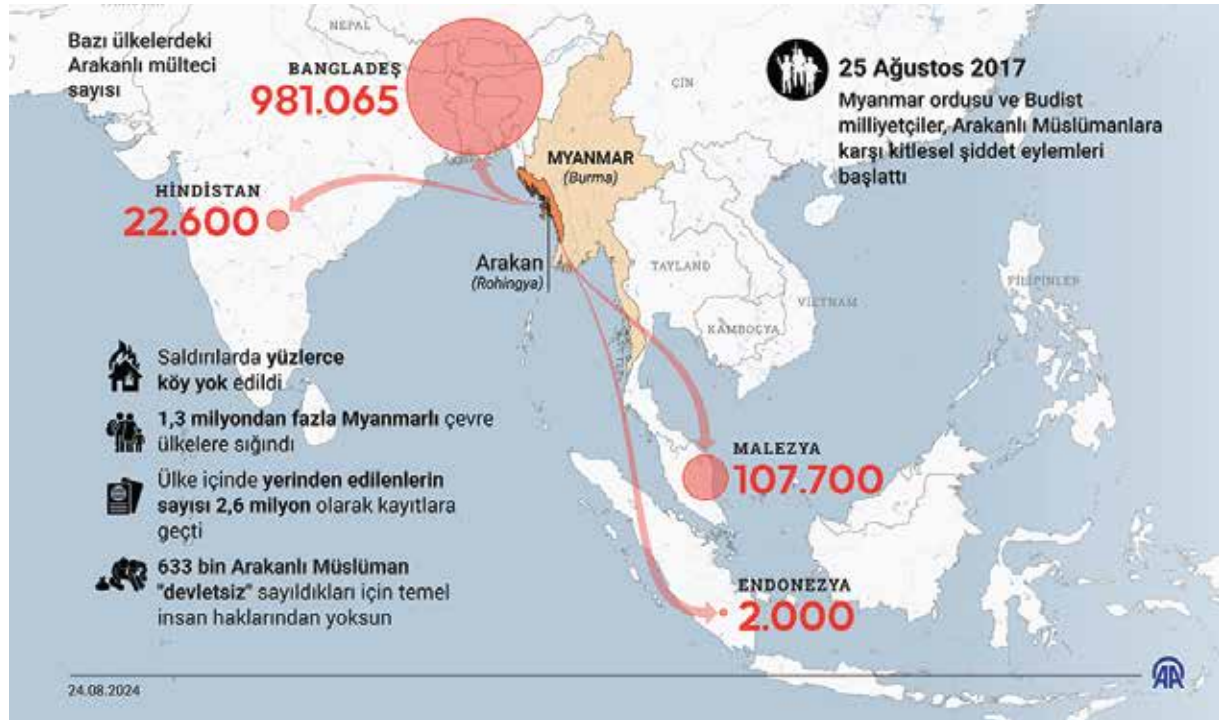 Bazı ülkelerdeki
Arakanlı mülteci
sayısı
NEPAL
BANGLADEŞ
981.065
ÇİN
25 Ağustos 2017
Myanmar ordusu ve Budist
milliyetçiler, Arakanlı Müslümanlara
karşı kitlesel şiddet eylemleri
başlattı
MYANMAR
(Burma)
HİNDİSTAN
22.600
Arakan
(Rohingya)
TAYLAND
VİETNAM
KAMBOÇYA
FİLİPİNLER
Saldırılarda yüzlerce
köy yok edildi
1,3 milyondan fazla Myanmarlı çevre
ülkelere sığındı
Ülke içinde yerinden edilenlerin
sayısı 2,6 milyon olarak kayıtlara
geçti
633 bin Arakanlı Müslüman
"devletsiz" sayıldıkları için temel
insan haklarından yoksun
MALEZYA
107.700
ENDONEZYA
2.000
24.08.2024
AA